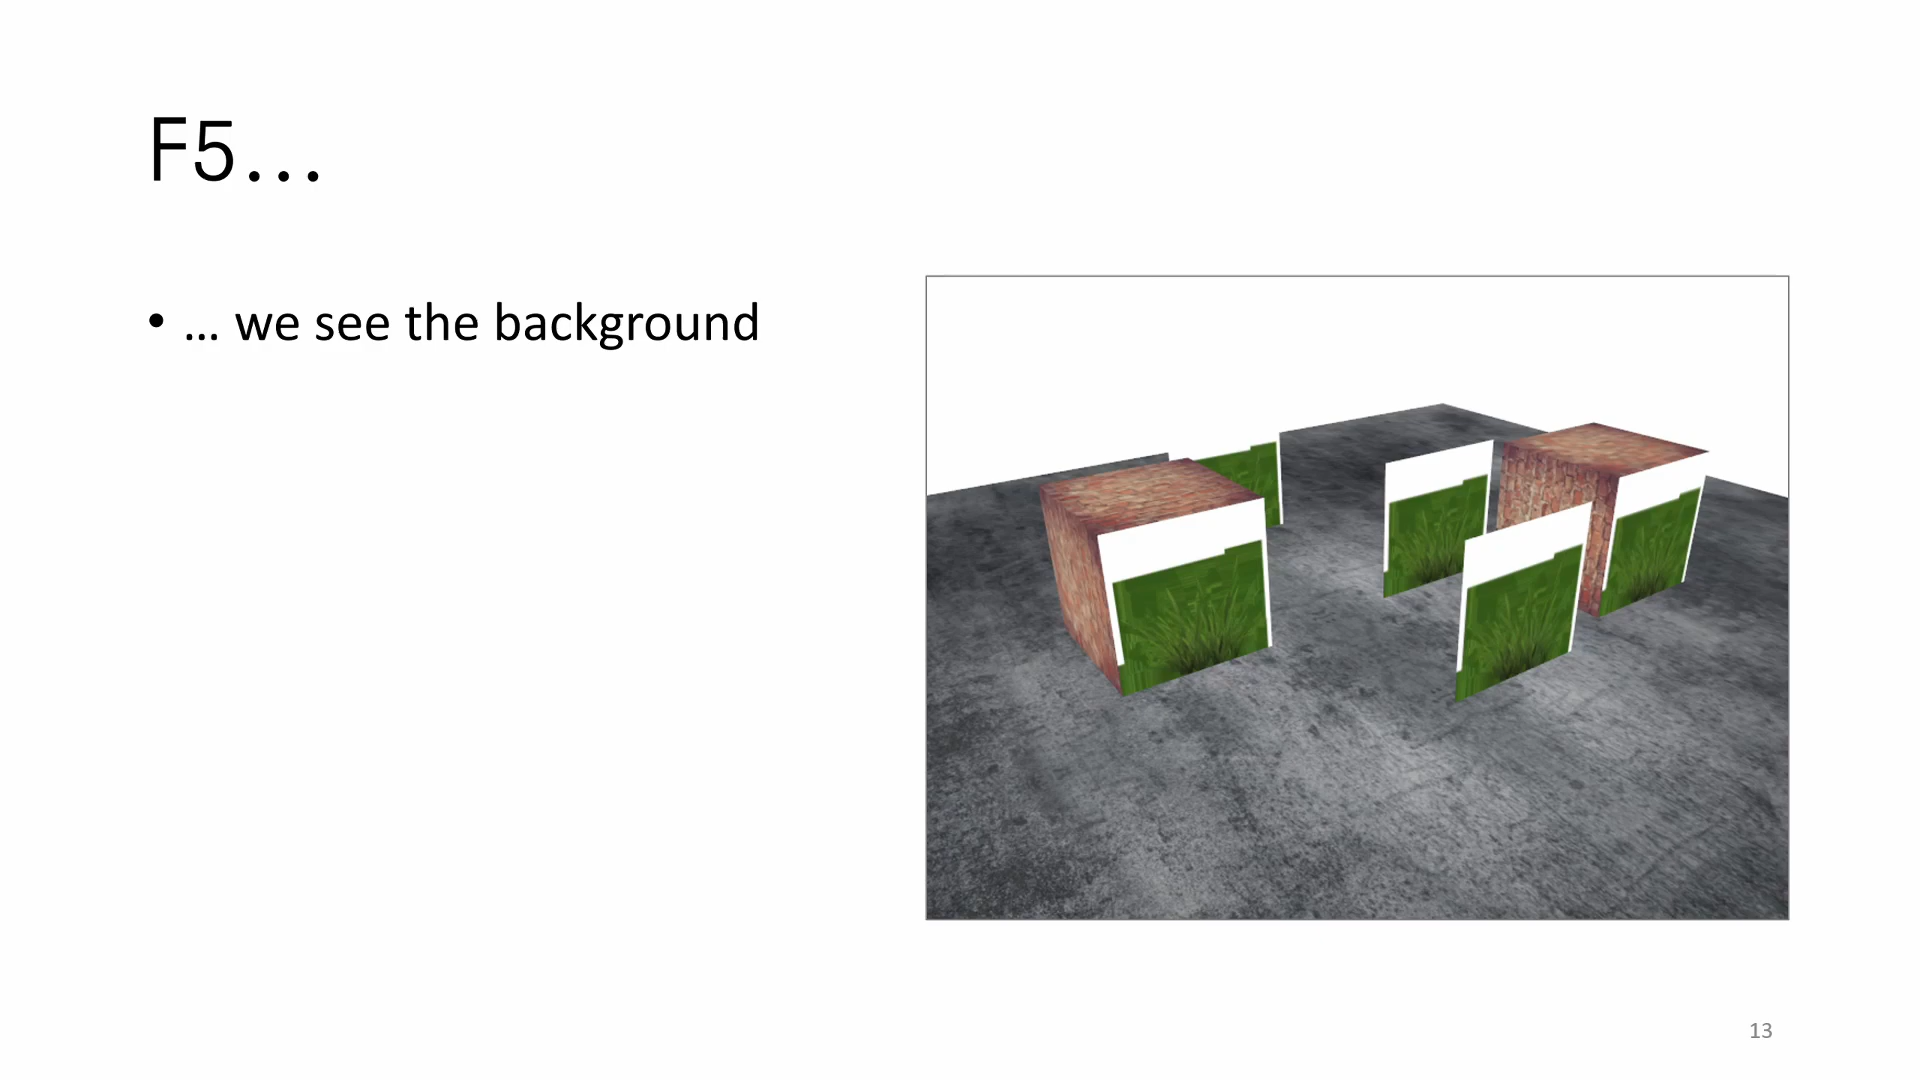 F5…
• … we see the background
13